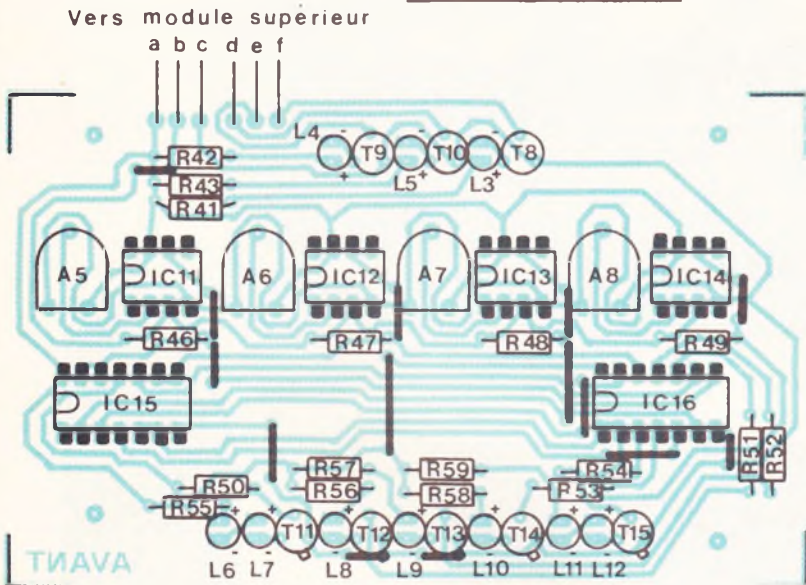 Vers module supérieur
a b c d e f
L4 - - -
R42 T9 T10 T8
+ L5 + L3 +
R43
R41
A5 IC11 A6 IC12 A7 IC13 A8 IC14
R46 R47 R48 R49
IC15 IC16
R51 R52
R57 R59 R54
R50 R56 R58 R53
R55
+ + T11 + T12 + T13 + T14 + + T15
- - - - - - -
L6 L7 L8 L9 L10 L11 L12
AVANT